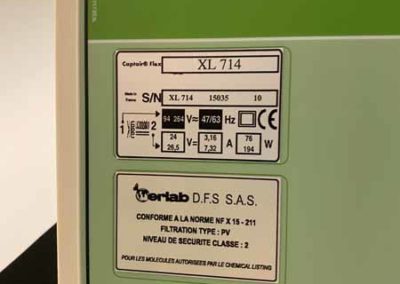 Captair® Flex XL 714
Made in France S/N XL 714 15035 10
94 264 V≈ 47/63 Hz CE
1 2 24 3,16 76
V= A W
26,5 7,32 194
erlab D.F.S S.A.S.
CONFORME A LA NORME NF X 15 - 211
FILTRATION TYPE : PV
NIVEAU DE SECURITE CLASSE : 2
POUR LES MOLECULES AUTORISEES PAR LE CHEMICAL LISTING